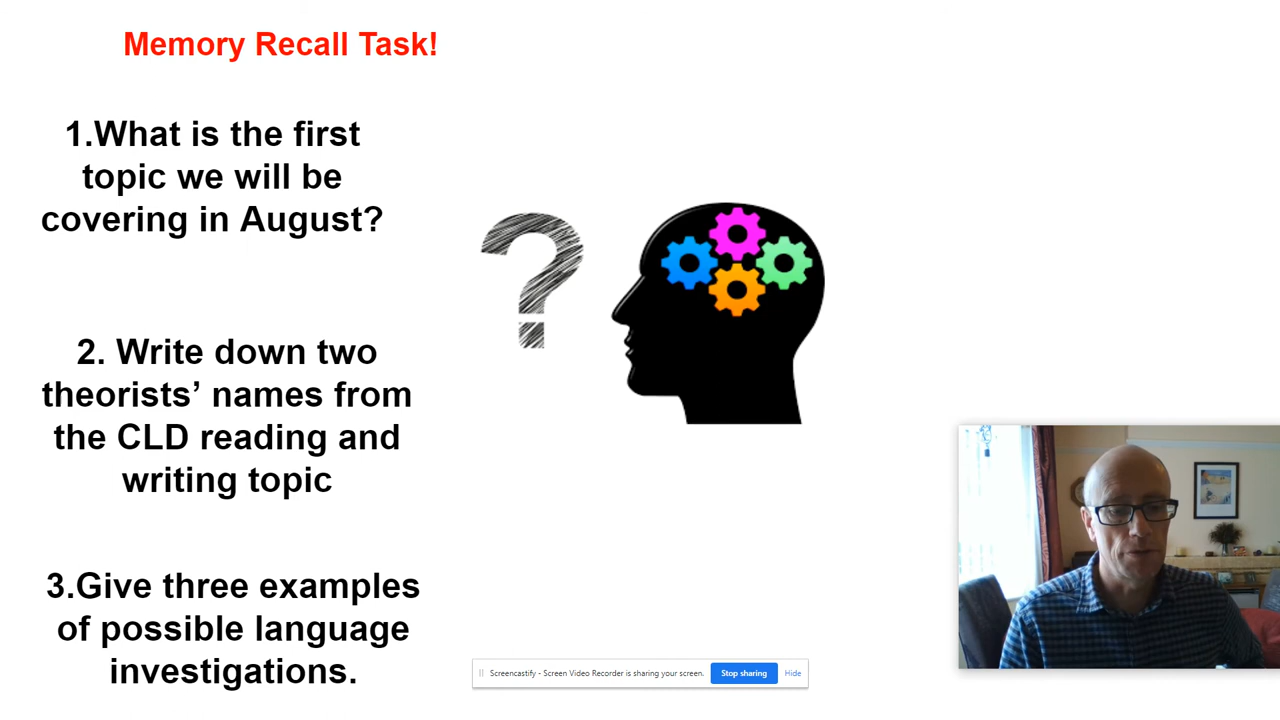 Memory Recall Task!
1.What is the first
topic we will be
covering in August?
2. Write down two
theorists’ names from
the CLD reading and
writing topic
3.Give three examples
of possible language
investigations.
?
Screencastify - Screen Video Recorder is sharing your screen. Stop sharing Hide